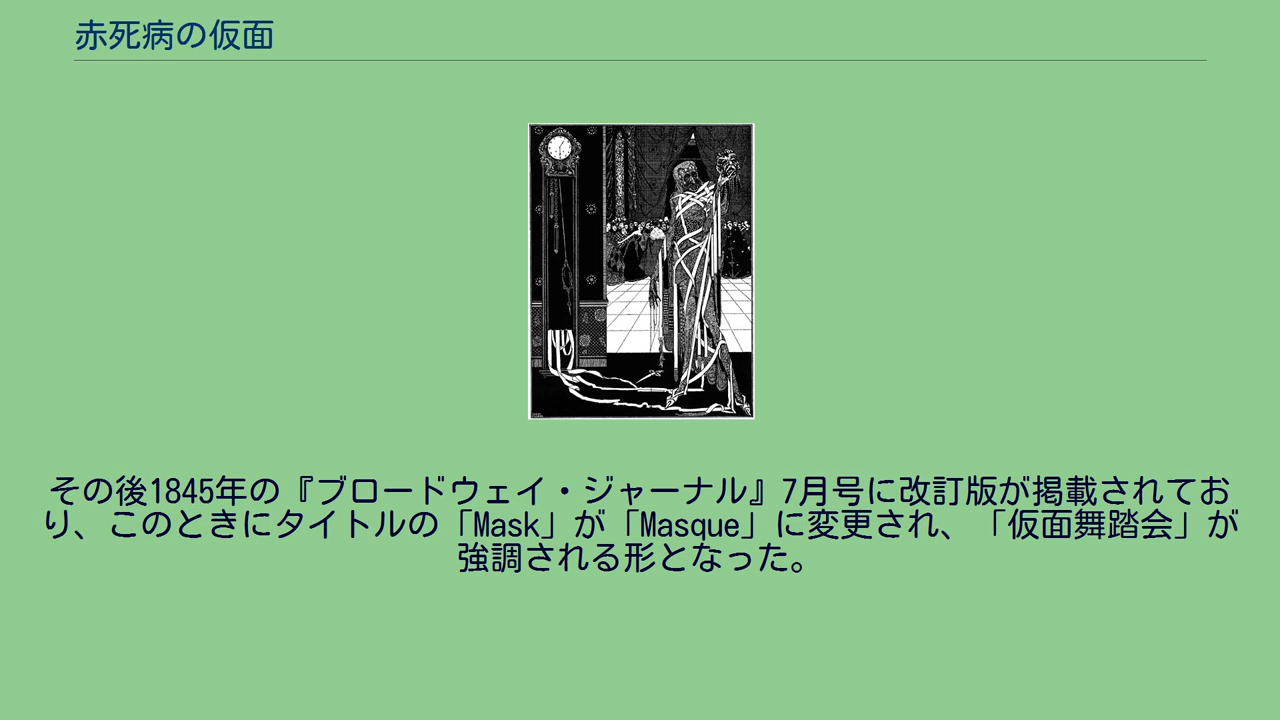 赤死病の仮面
その後1845年の『ブロードウェイ・ジャーナル』7月号に改訂版が掲載されてお
り、このときにタイトルの「Mask」が「Masque」に変更され、「仮面舞踏会」が
強調される形となった。